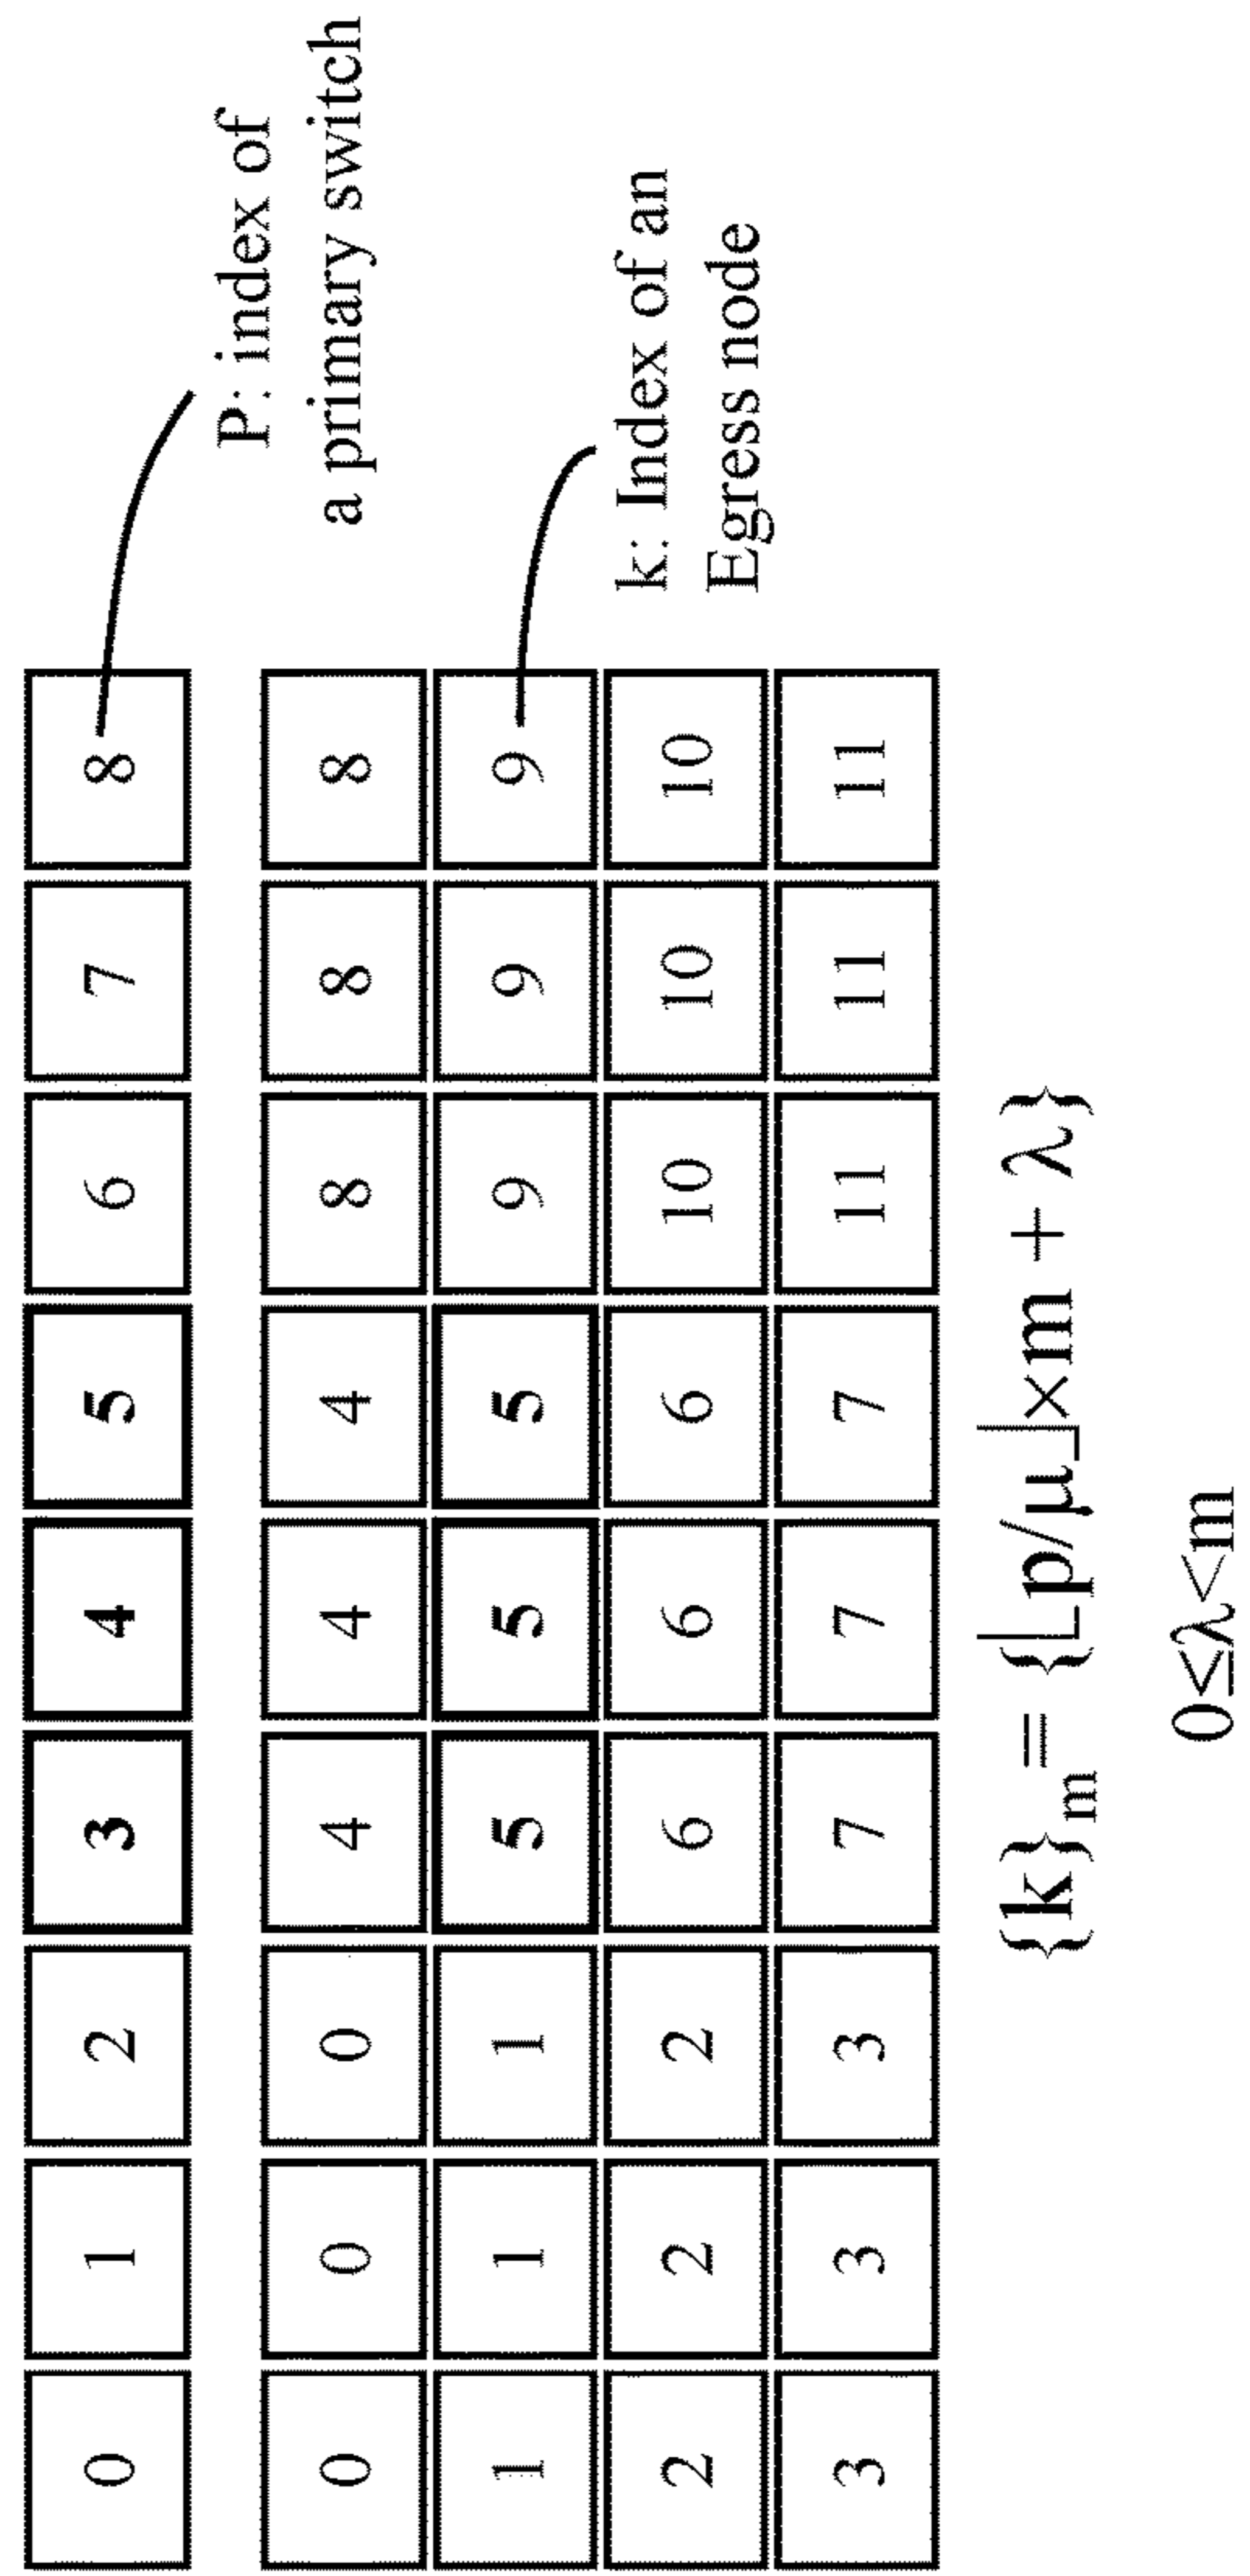 0 1 2 3 4 5 6 7 8
0 0 0 4 4 4 8 8 8
1 1 1 5 5 5 9 9 9
2 2 2 6 6 6 10 10 10
3 3 3 7 7 7 11 11 11
P: index of
a primary switch
k: Index of an
Egress node
{k}ₘ = {⌊p/μ⌋×m + λ}
0≤λ<m